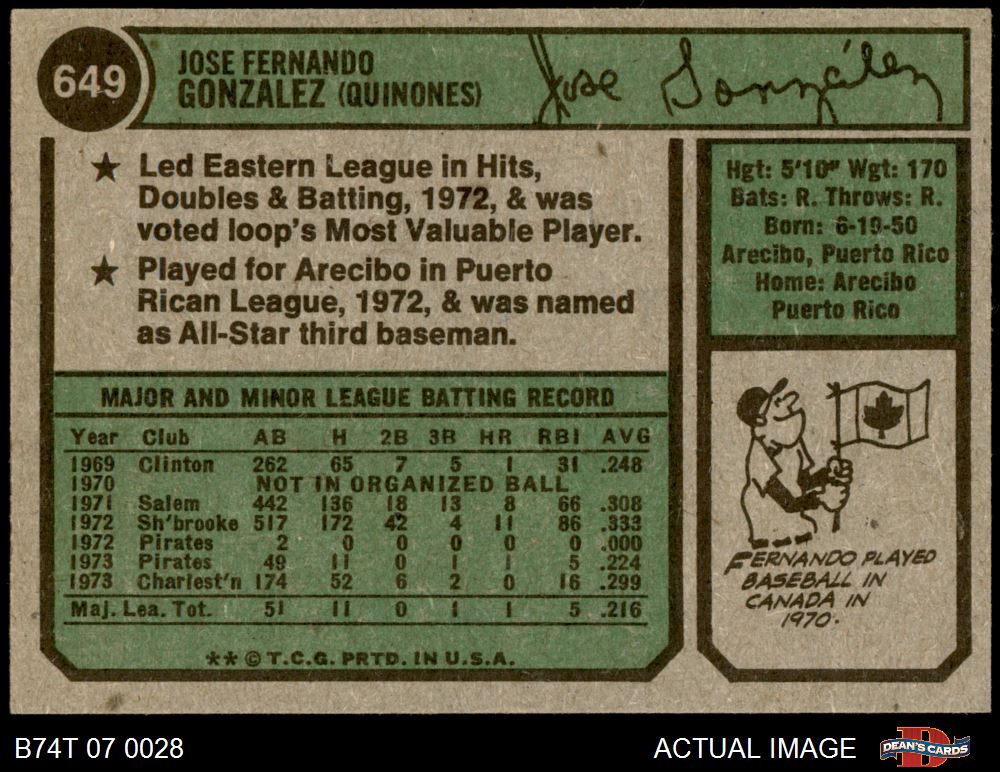 649
JOSE FERNANDO
GONZALEZ (QUINONES)
Jose González
★ Led Eastern League in Hits,
Doubles & Batting, 1972, & was
voted loop's Most Valuable Player.
★ Played for Arecibo in Puerto
Rican League, 1972, & was named
as All-Star third baseman.
Hgt: 5'10" Wgt: 170
Bats: R. Throws: R.
Born: 6-19-50
Arecibo, Puerto Rico
Home: Arecibo
Puerto Rico
MAJOR AND MINOR LEAGUE BATTING RECORD
Year Club AB H 2B 3B HR RBI AVG
1969 Clinton 262 65 7 5 1 31 .248
1970 NOT IN ORGANIZED BALL
1971 Salem 442 136 18 13 8 66 .308
1972 Sh'brooke 517 172 42 4 11 86 .333
1972 Pirates 2 0 0 0 0 0 .000
1973 Pirates 49 11 0 1 1 5 .224
1973 Charlest'n 174 52 6 2 0 16 .299
Maj. Lea. Tot. 51 11 0 1 1 5 .216
** © T.C.G. PRTD. IN U.S.A.
FERNANDO PLAYED
BASEBALL IN
CANADA IN
1970.
B74T 07 0028
ACTUAL IMAGE
DEAN'S CARDS